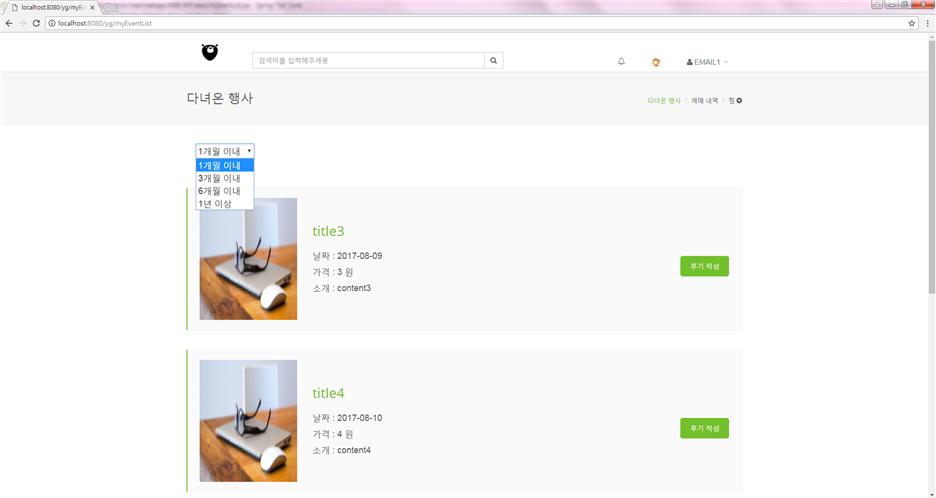 localhost:8080/yg/myE
localhost:8080/yg/myEventList
검색어를 입력해주세용
EMAIL1
다녀온 행사
다녀온 행사 / 예매 내역 / 찜
1개월 이내
1개월 이내
3개월 이내
6개월 이내
1년 이상
title3
날짜 : 2017-08-09
가격 : 3 원
소개 : content3
후기 작성
title4
날짜 : 2017-08-10
가격 : 4 원
소개 : content4
후기 작성